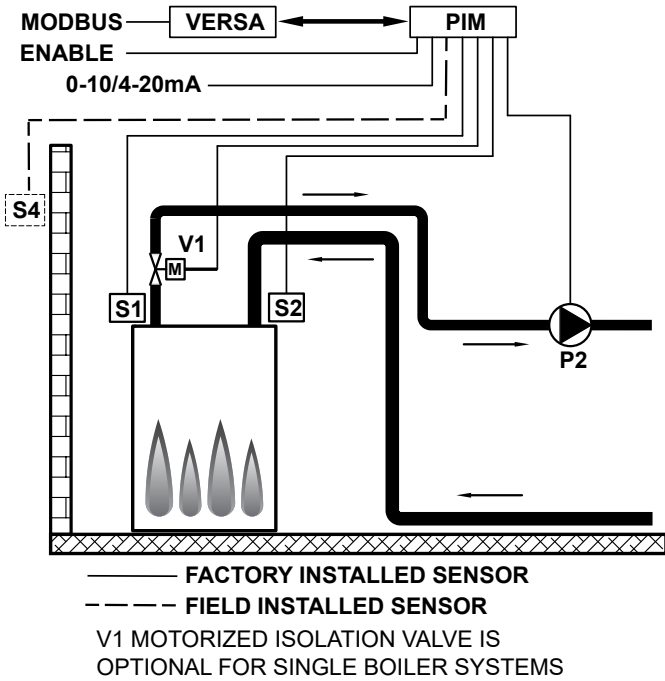 MODBUS VERSA PIM
ENABLE
0-10/4-20mA
S4
V1
M
S1 S2
P2
FACTORY INSTALLED SENSOR
FIELD INSTALLED SENSOR
V1 MOTORIZED ISOLATION VALVE IS
OPTIONAL FOR SINGLE BOILER SYSTEMS